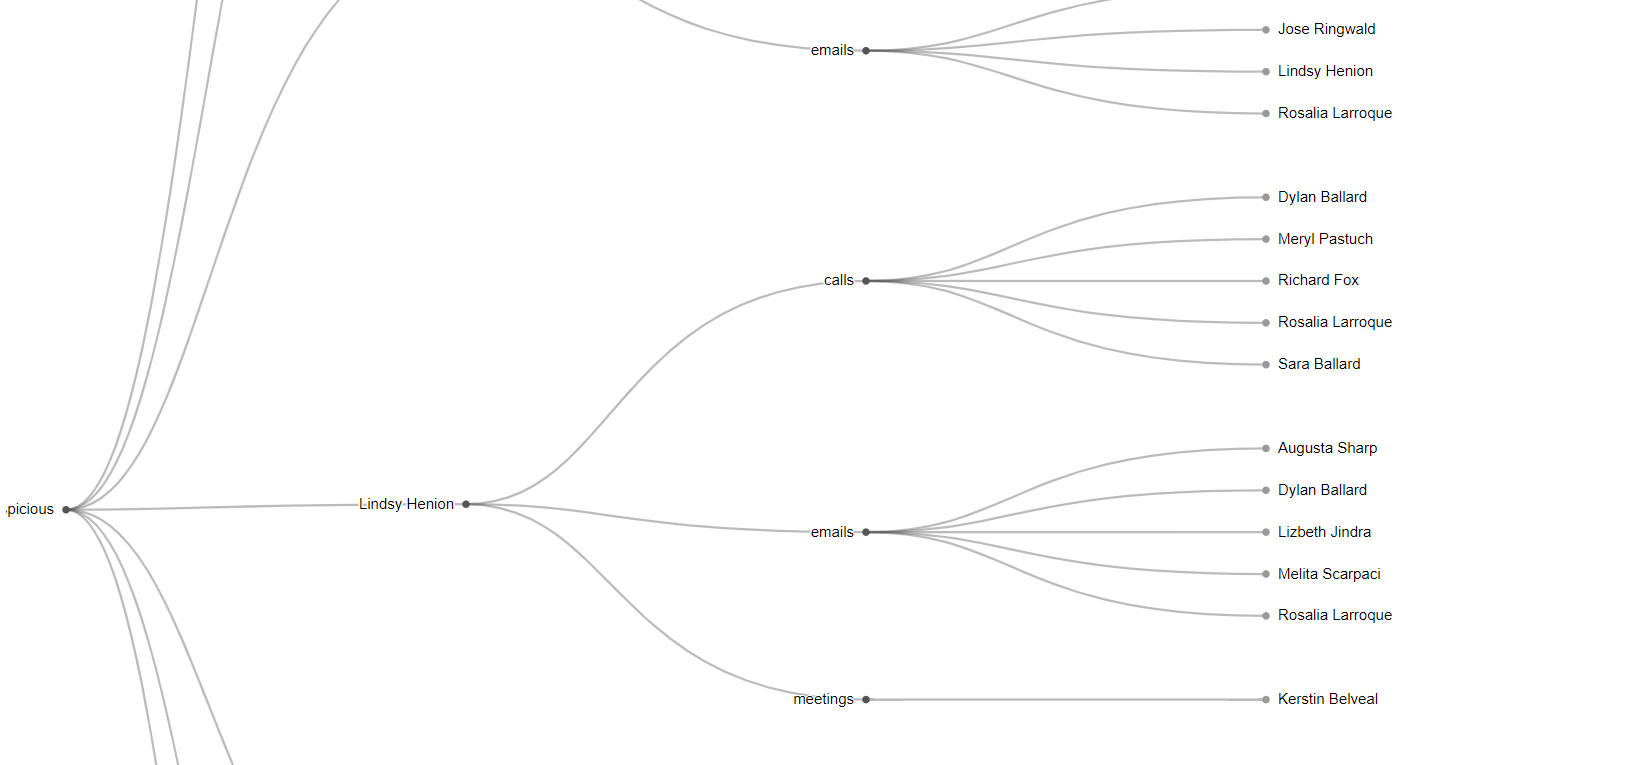 Jose Ringwald
emails
Lindsy Henion
Rosalia Larroque
Dylan Ballard
Meryl Pastuch
calls
Richard Fox
Rosalia Larroque
Sara Ballard
Augusta Sharp
Dylan Ballard
Lindsy Henion
picious
emails
Lizbeth Jindra
Melita Scarpaci
Rosalia Larroque
meetings
Kerstin Belveal